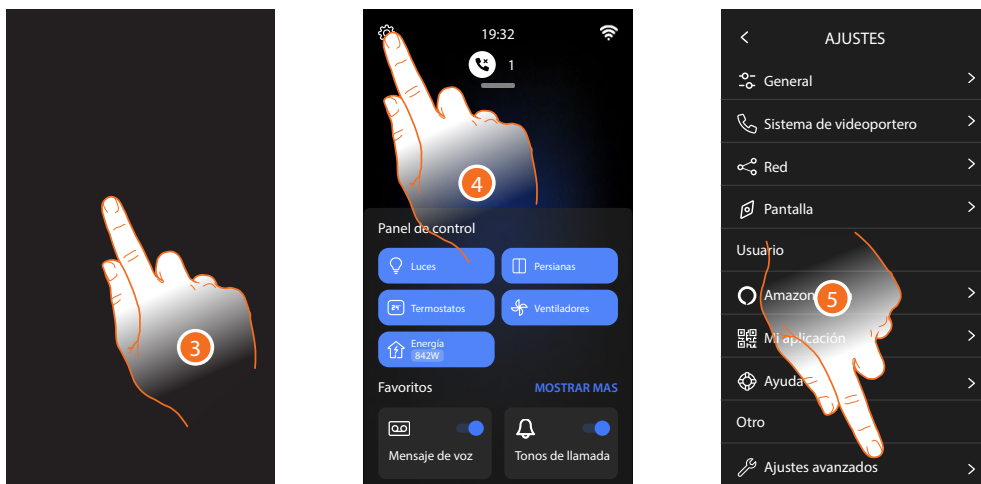 3
19:32
1
4
Panel de control
Luces
Persianas
24°
Termostatos
Ventiladores
Energía
842W
Favoritos
MOSTRAR MAS
Mensaje de voz
Tonos de llamada
AJUSTES
General
Sistema de videoportero
Red
Pantalla
Usuario
Amazon
5
Mi aplicación
Ayuda
Otro
Ajustes avanzados